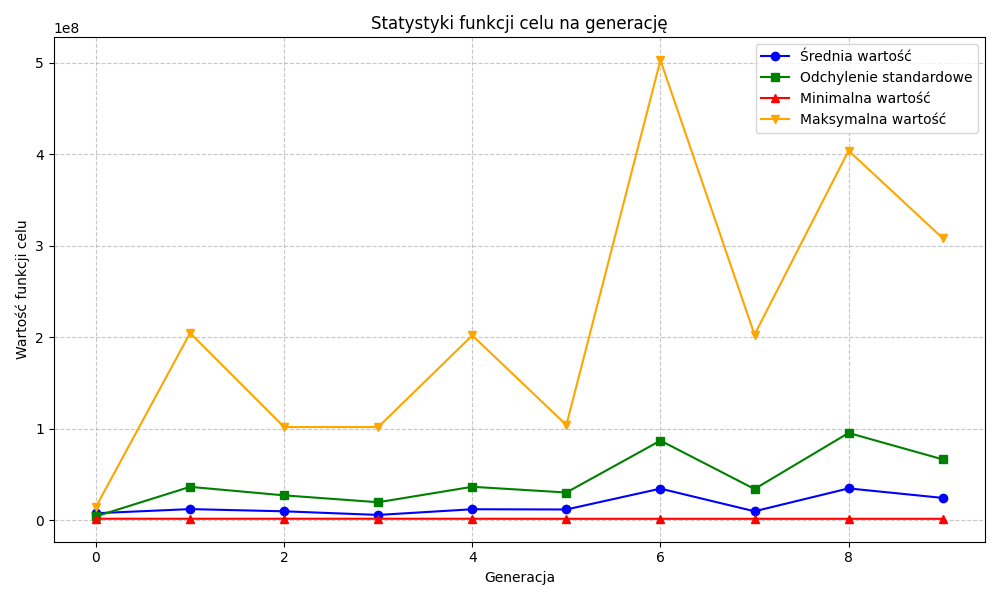 Statystyki funkcji celu na generację
1e8
Średnia wartość
Odchylenie standardowe
Minimalna wartość
Maksymalna wartość
5
4
3
2
1
0
Wartość funkcji celu
0
2
4
6
8
Generacja